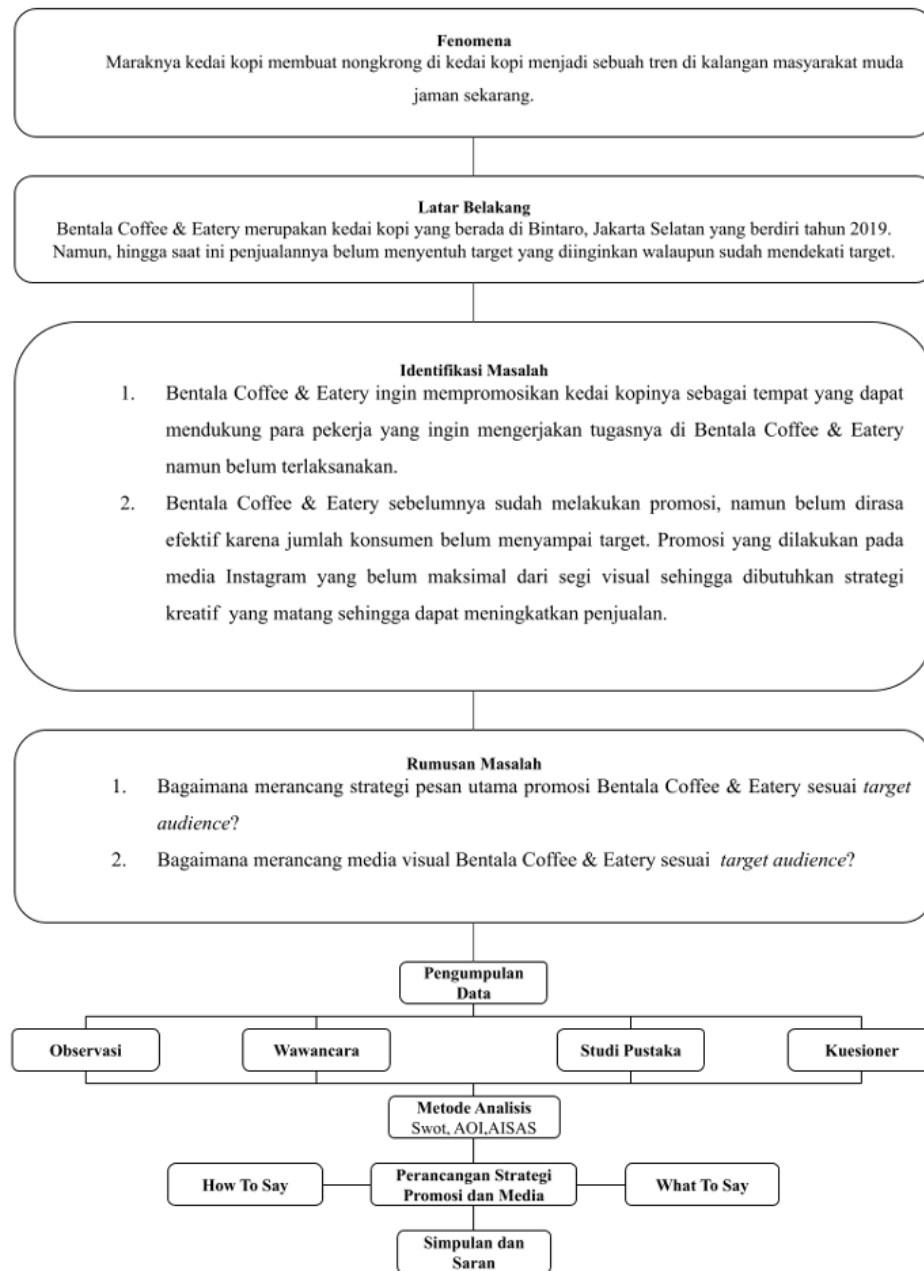 Fenomena
Maraknya kedai kopi membuat nongkrong di kedai kopi menjadi sebuah tren di kalangan masyarakat muda
jaman sekarang.
Latar Belakang
Bentala Coffee & Eatery merupakan kedai kopi yang berada di Bintaro, Jakarta Selatan yang berdiri tahun 2019.
Namun, hingga saat ini penjualannya belum menyentuh target yang diinginkan walaupun sudah mendekati target.
Identifikasi Masalah
1. Bentala Coffee & Eatery ingin mempromosikan kedai kopinya sebagai tempat yang dapat
mendukung para pekerja yang ingin mengerjakan tugasnya di Bentala Coffee & Eatery
namun belum terlaksanakan.
2. Bentala Coffee & Eatery sebelumnya sudah melakukan promosi, namun belum dirasa
efektif karena jumlah konsumen belum menyampai target. Promosi yang dilakukan pada
media Instagram yang belum maksimal dari segi visual sehingga dibutuhkan strategi
kreatif yang matang sehingga dapat meningkatkan penjualan.
Rumusan Masalah
1. Bagaimana merancang strategi pesan utama promosi Bentala Coffee & Eatery sesuai target
audience?
2. Bagaimana merancang media visual Bentala Coffee & Eatery sesuai target audience?
Pengumpulan
Data
Observasi
Wawancara
Studi Pustaka
Kuesioner
Metode Analisis
Swot, AOI,AISAS
How To Say
Perancangan Strategi
Promosi dan Media
What To Say
Simpulan dan
Saran